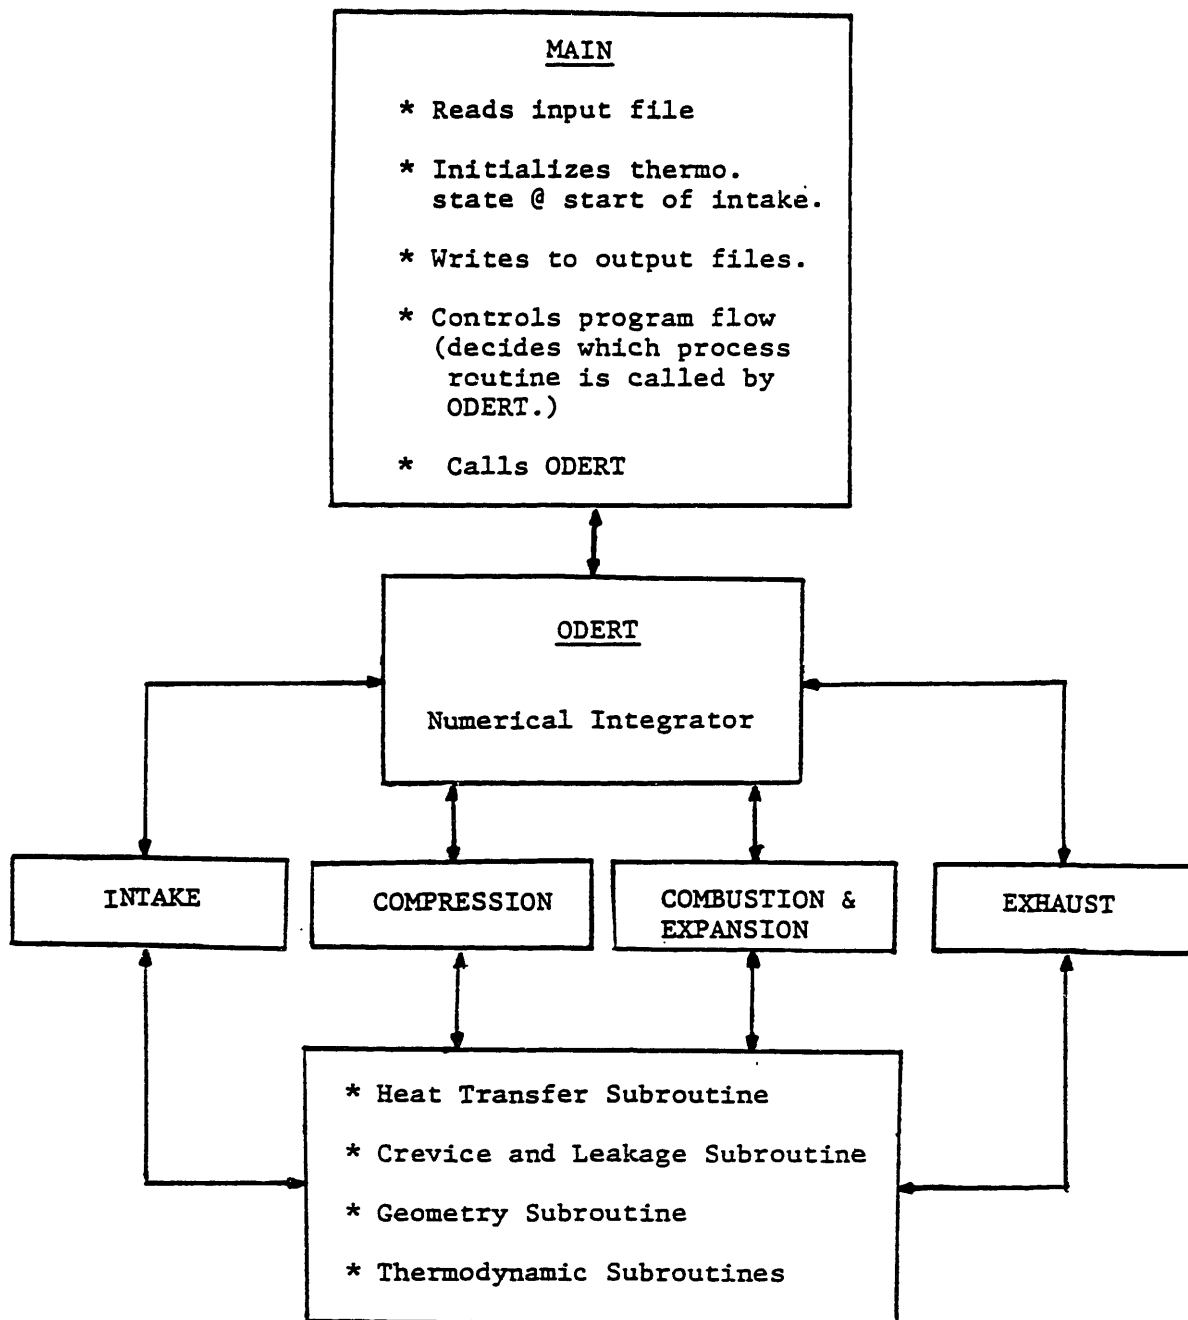 MAIN
* Reads input file
* Initializes thermo.
state @ start of intake.
* Writes to output files.
* Controls program flow
(decides which process
routine is called by
ODERT.)
* Calls ODERT
ODERT
Numerical Integrator
INTAKE
COMPRESSION
COMBUSTION &
EXPANSION
EXHAUST
* Heat Transfer Subroutine
* Crevice and Leakage Subroutine
* Geometry Subroutine
* Thermodynamic Subroutines